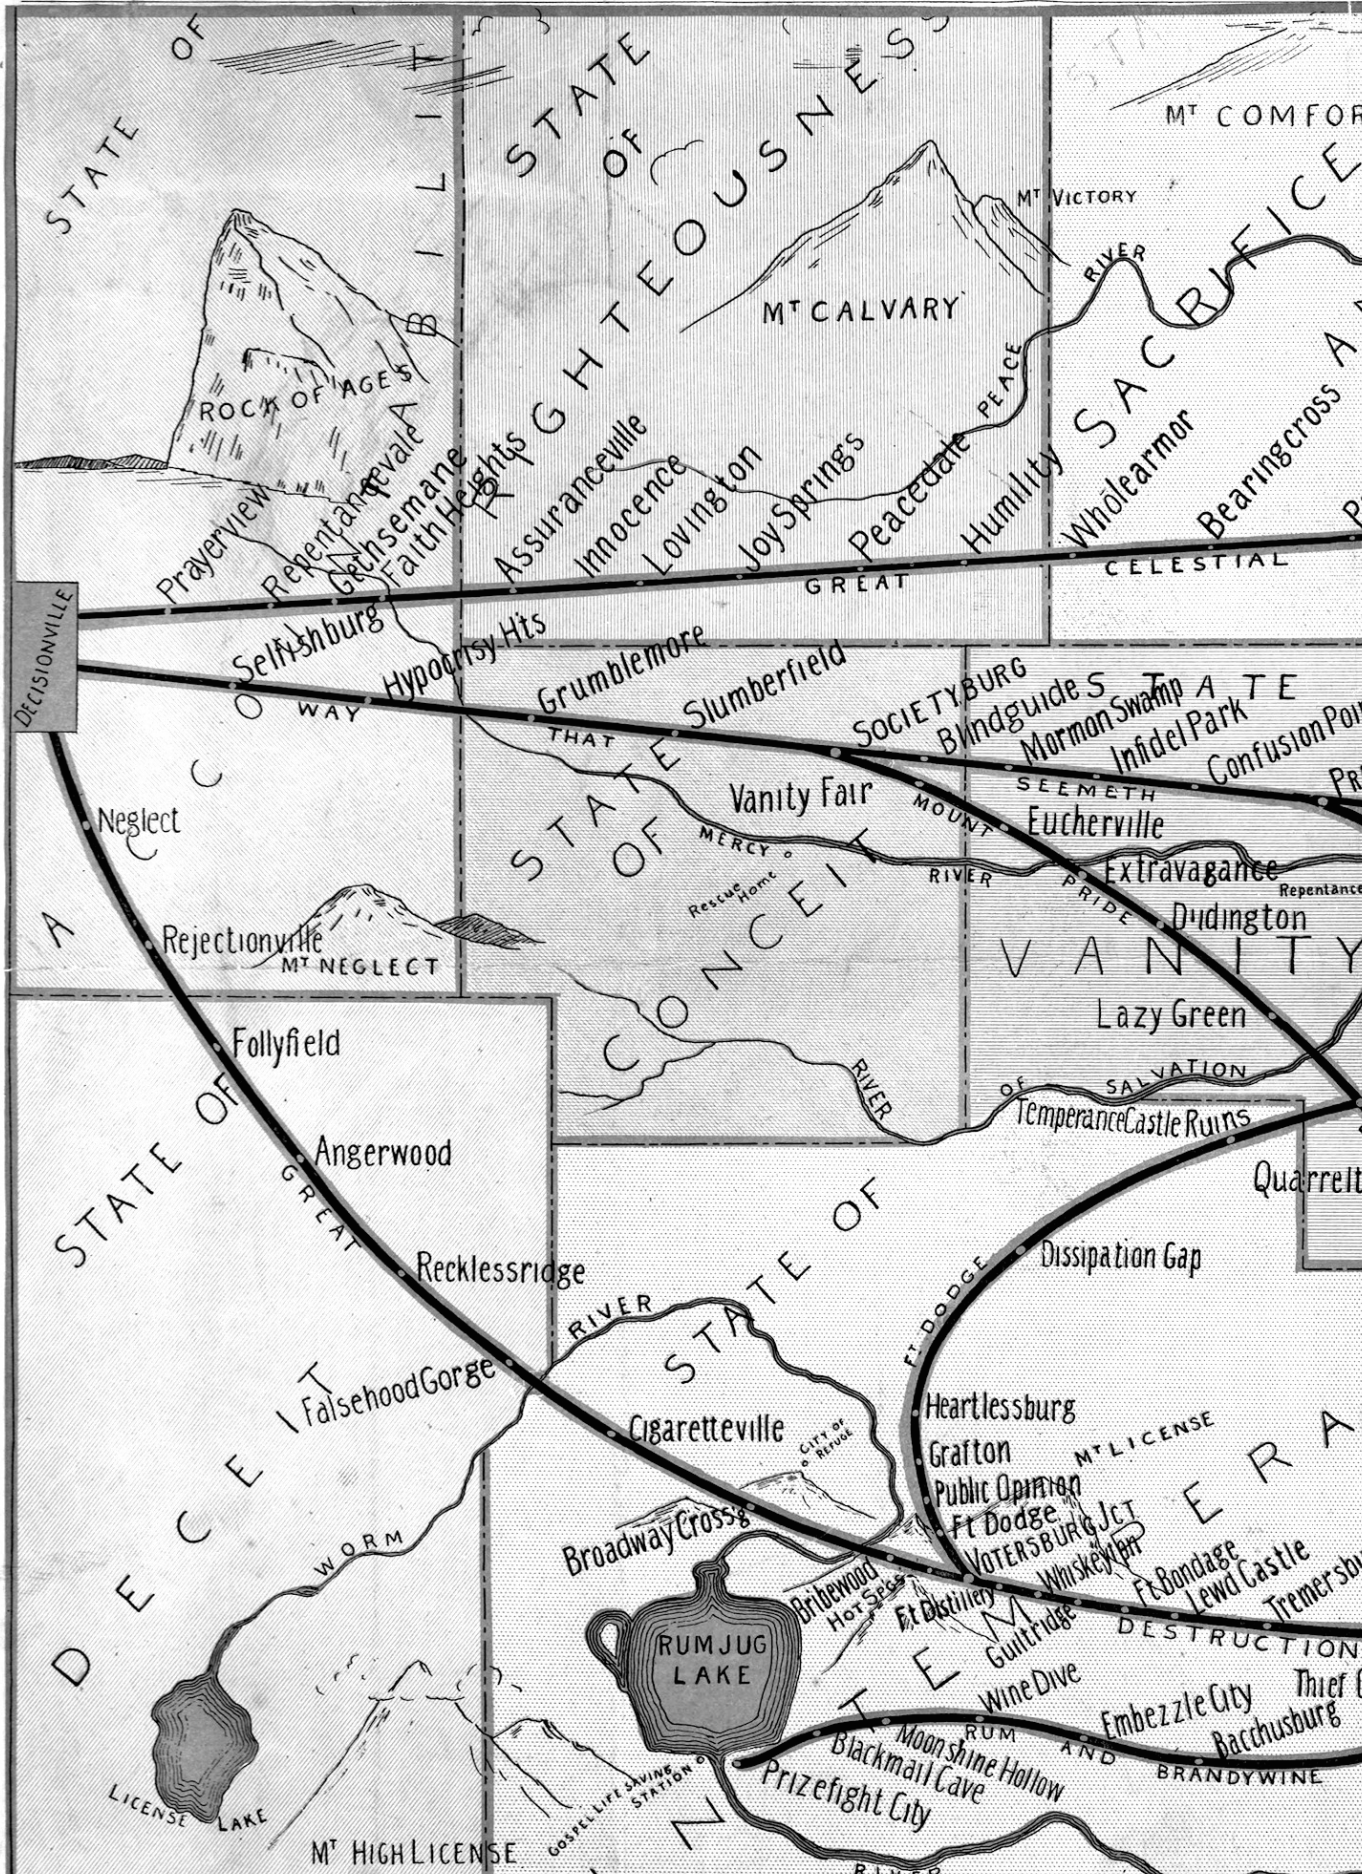 STATE OF
ACCOUNTABILITY
STATE
OF
RIGHTEOUSNESS
MT COMFOR
MT VICTORY
SACRIFICE
RIVER
PEACE
MT CALVARY
ROCK OF AGES
DECISIONVILLE
Prayerview
Repentancevale
Gethsemane
Faith Heights
Assuranceville
Innocence
Lovington
Joy Springs
Peacedale
Humility
Wholearmor
Bearingcross
GREAT
CELESTIAL
Selfishburg
Hypocrisy Hts
Grumblemore
Slumberfield
SOCIETYBURG
Blindguide
Mormon Swamp
Infidel Park
Confusion Poi
WAY
THAT
SEEMETH
STATE
VANITY
STATE
OF
CONCEIT
Vanity Fair
MERCY
RIVER
Rescue Home
MOUNT
PRIDE
Eucherville
Extravagance
Repentance
Dudington
Lazy Green
RIVER
OF
SALVATION
Temperance Castle Ruins
Quarrelt
Neglect
Rejectionville
MT NEGLECT
Follyfield
Angerwood
GREAT
Recklessridge
Falsehood Gorge
STATE OF
DECEIT
STATE OF
Dissipation Gap
FT DODGE
RIVER
WORM
Cigaretteville
CITY OF
REFUGE
Heartlessburg
Grafton
Public Opinion
Ft Dodge
VOTERSBURG JCT
MT LICENSE
Broadway Cross'g
Bribewood
HOT SPGS
Ft Distillery
Whiskeyton
Guiltridge
Ft Bondage
Lewd Castle
Tremersbu
DESTRUCTION
RUMJUG
LAKE
Wine Dive
Embezzle City
Thief
Bacchusburg
RUM
AND
BRANDYWINE
Moonshine Hollow
Blackmail Cave
Prizefight City
GOSPEL LIFE SAVING
STATION
LICENSE LAKE
MT HIGH LICENSE
RIVER